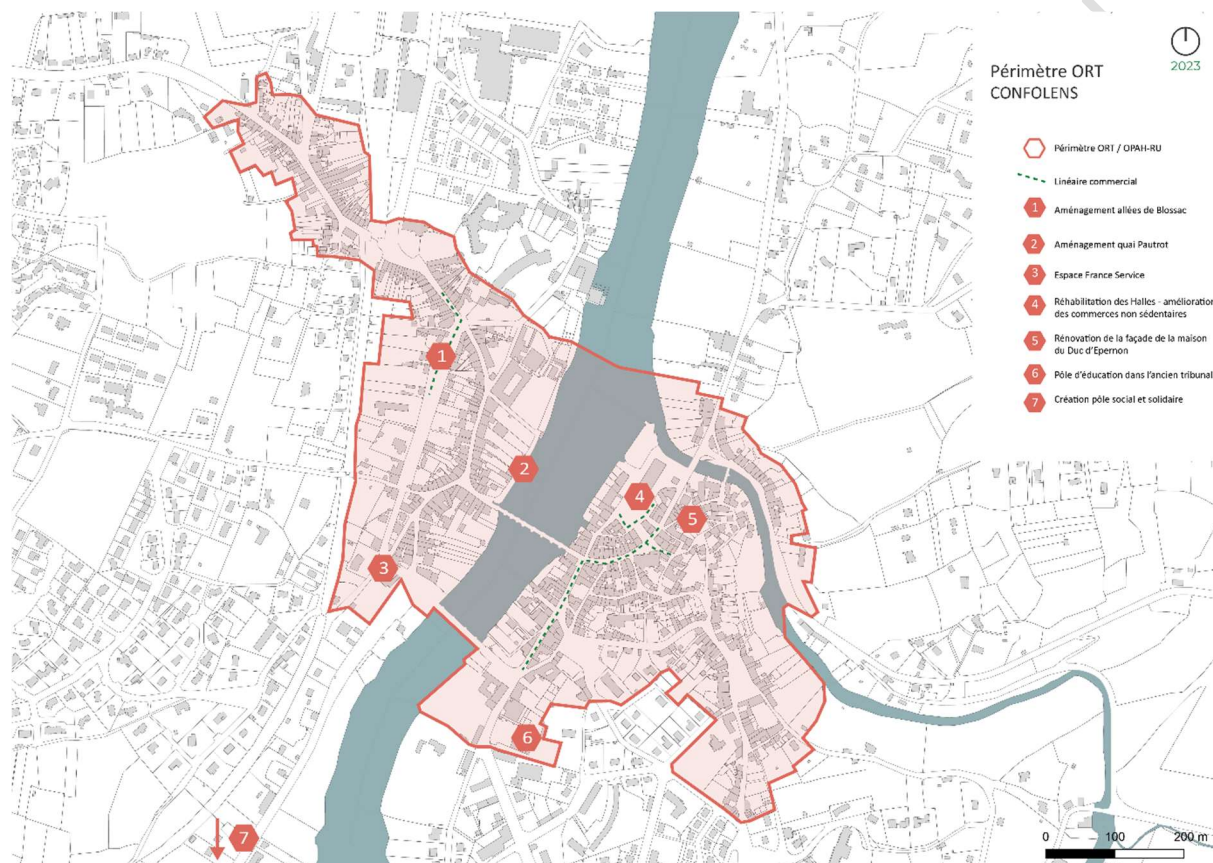 2023
Périmètre ORT
CONFOLENS
Périmètre ORT / OPAH-RU
Linéaire commercial
1 Aménagement allées de Blossac
2 Aménagement quai Pautrot
3 Espace France Service
4 Réhabilitation des Halles - amélioration
des commerces non sédentaires
5 Rénovation de la façade de la maison
du Duc d'Epernon
6 Pôle d'éducation dans l'ancien tribunal
7 Création pôle social et solidaire
1
2
4
5
3
6
7
0 100 200 m